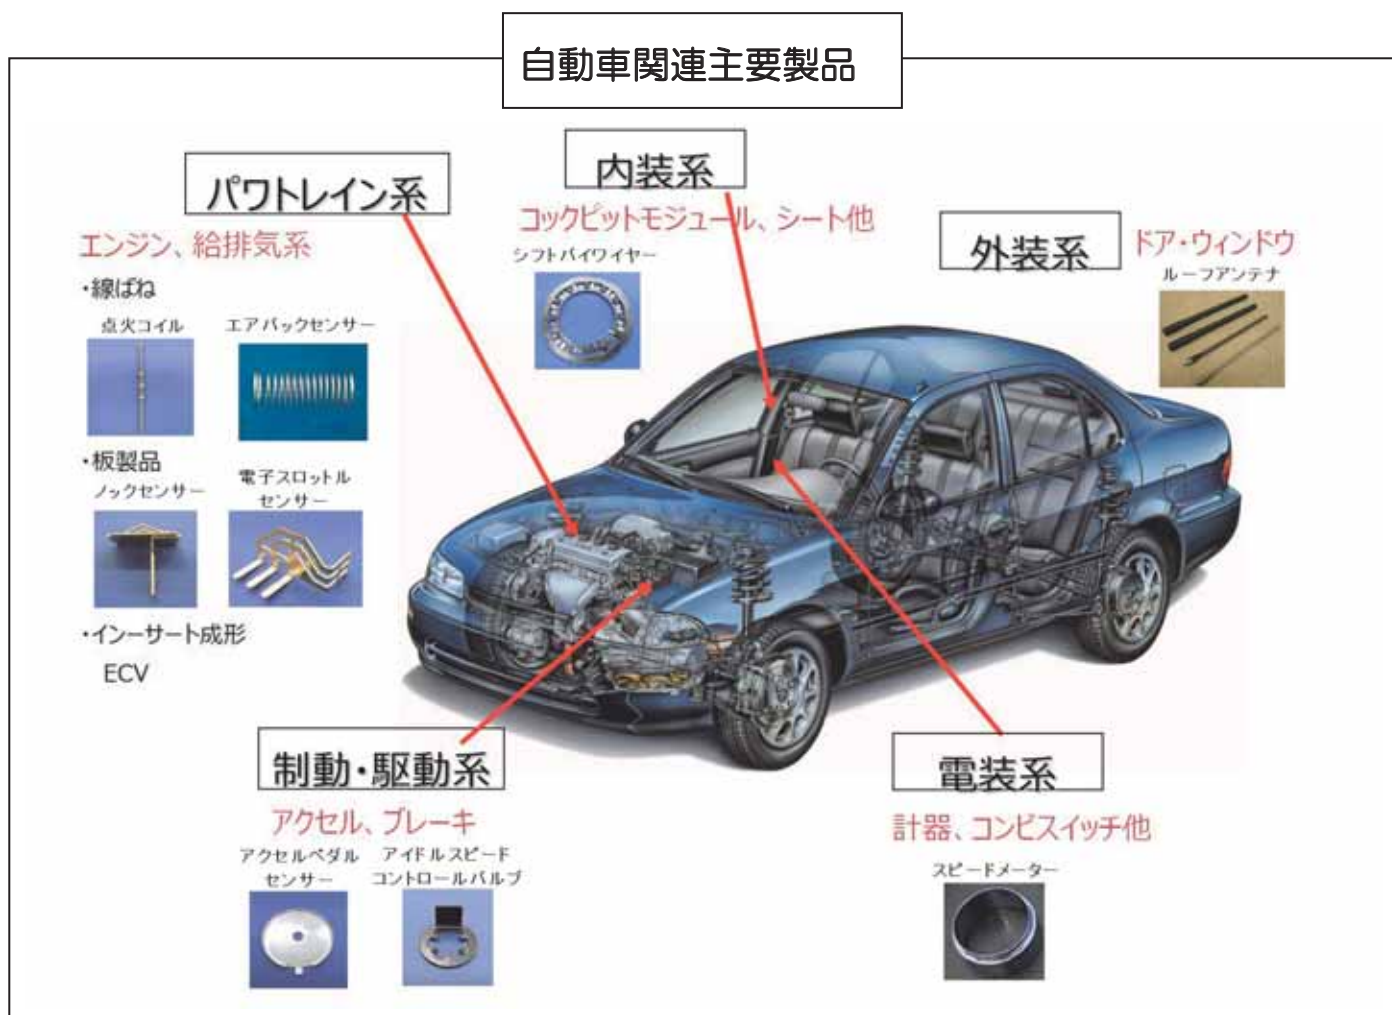 自動車関連主要製品
パワトレイン系
エンジン、給排気系
・線ばね
点火コイル
エアバックセンサー
・板製品
ノックセンサー
電子スロットル
センサー
・インーサート成形
ECV
内装系
コックピットモジュール、シート他
シフトバイワイヤー
外装系
ドア・ウィンドウ
ルーフアンテナ
制動・駆動系
アクセル、ブレーキ
アクセルペダル
センサー
アイドルスピード
コントロールバルブ
電装系
計器、コンビスイッチ他
スピードメーター